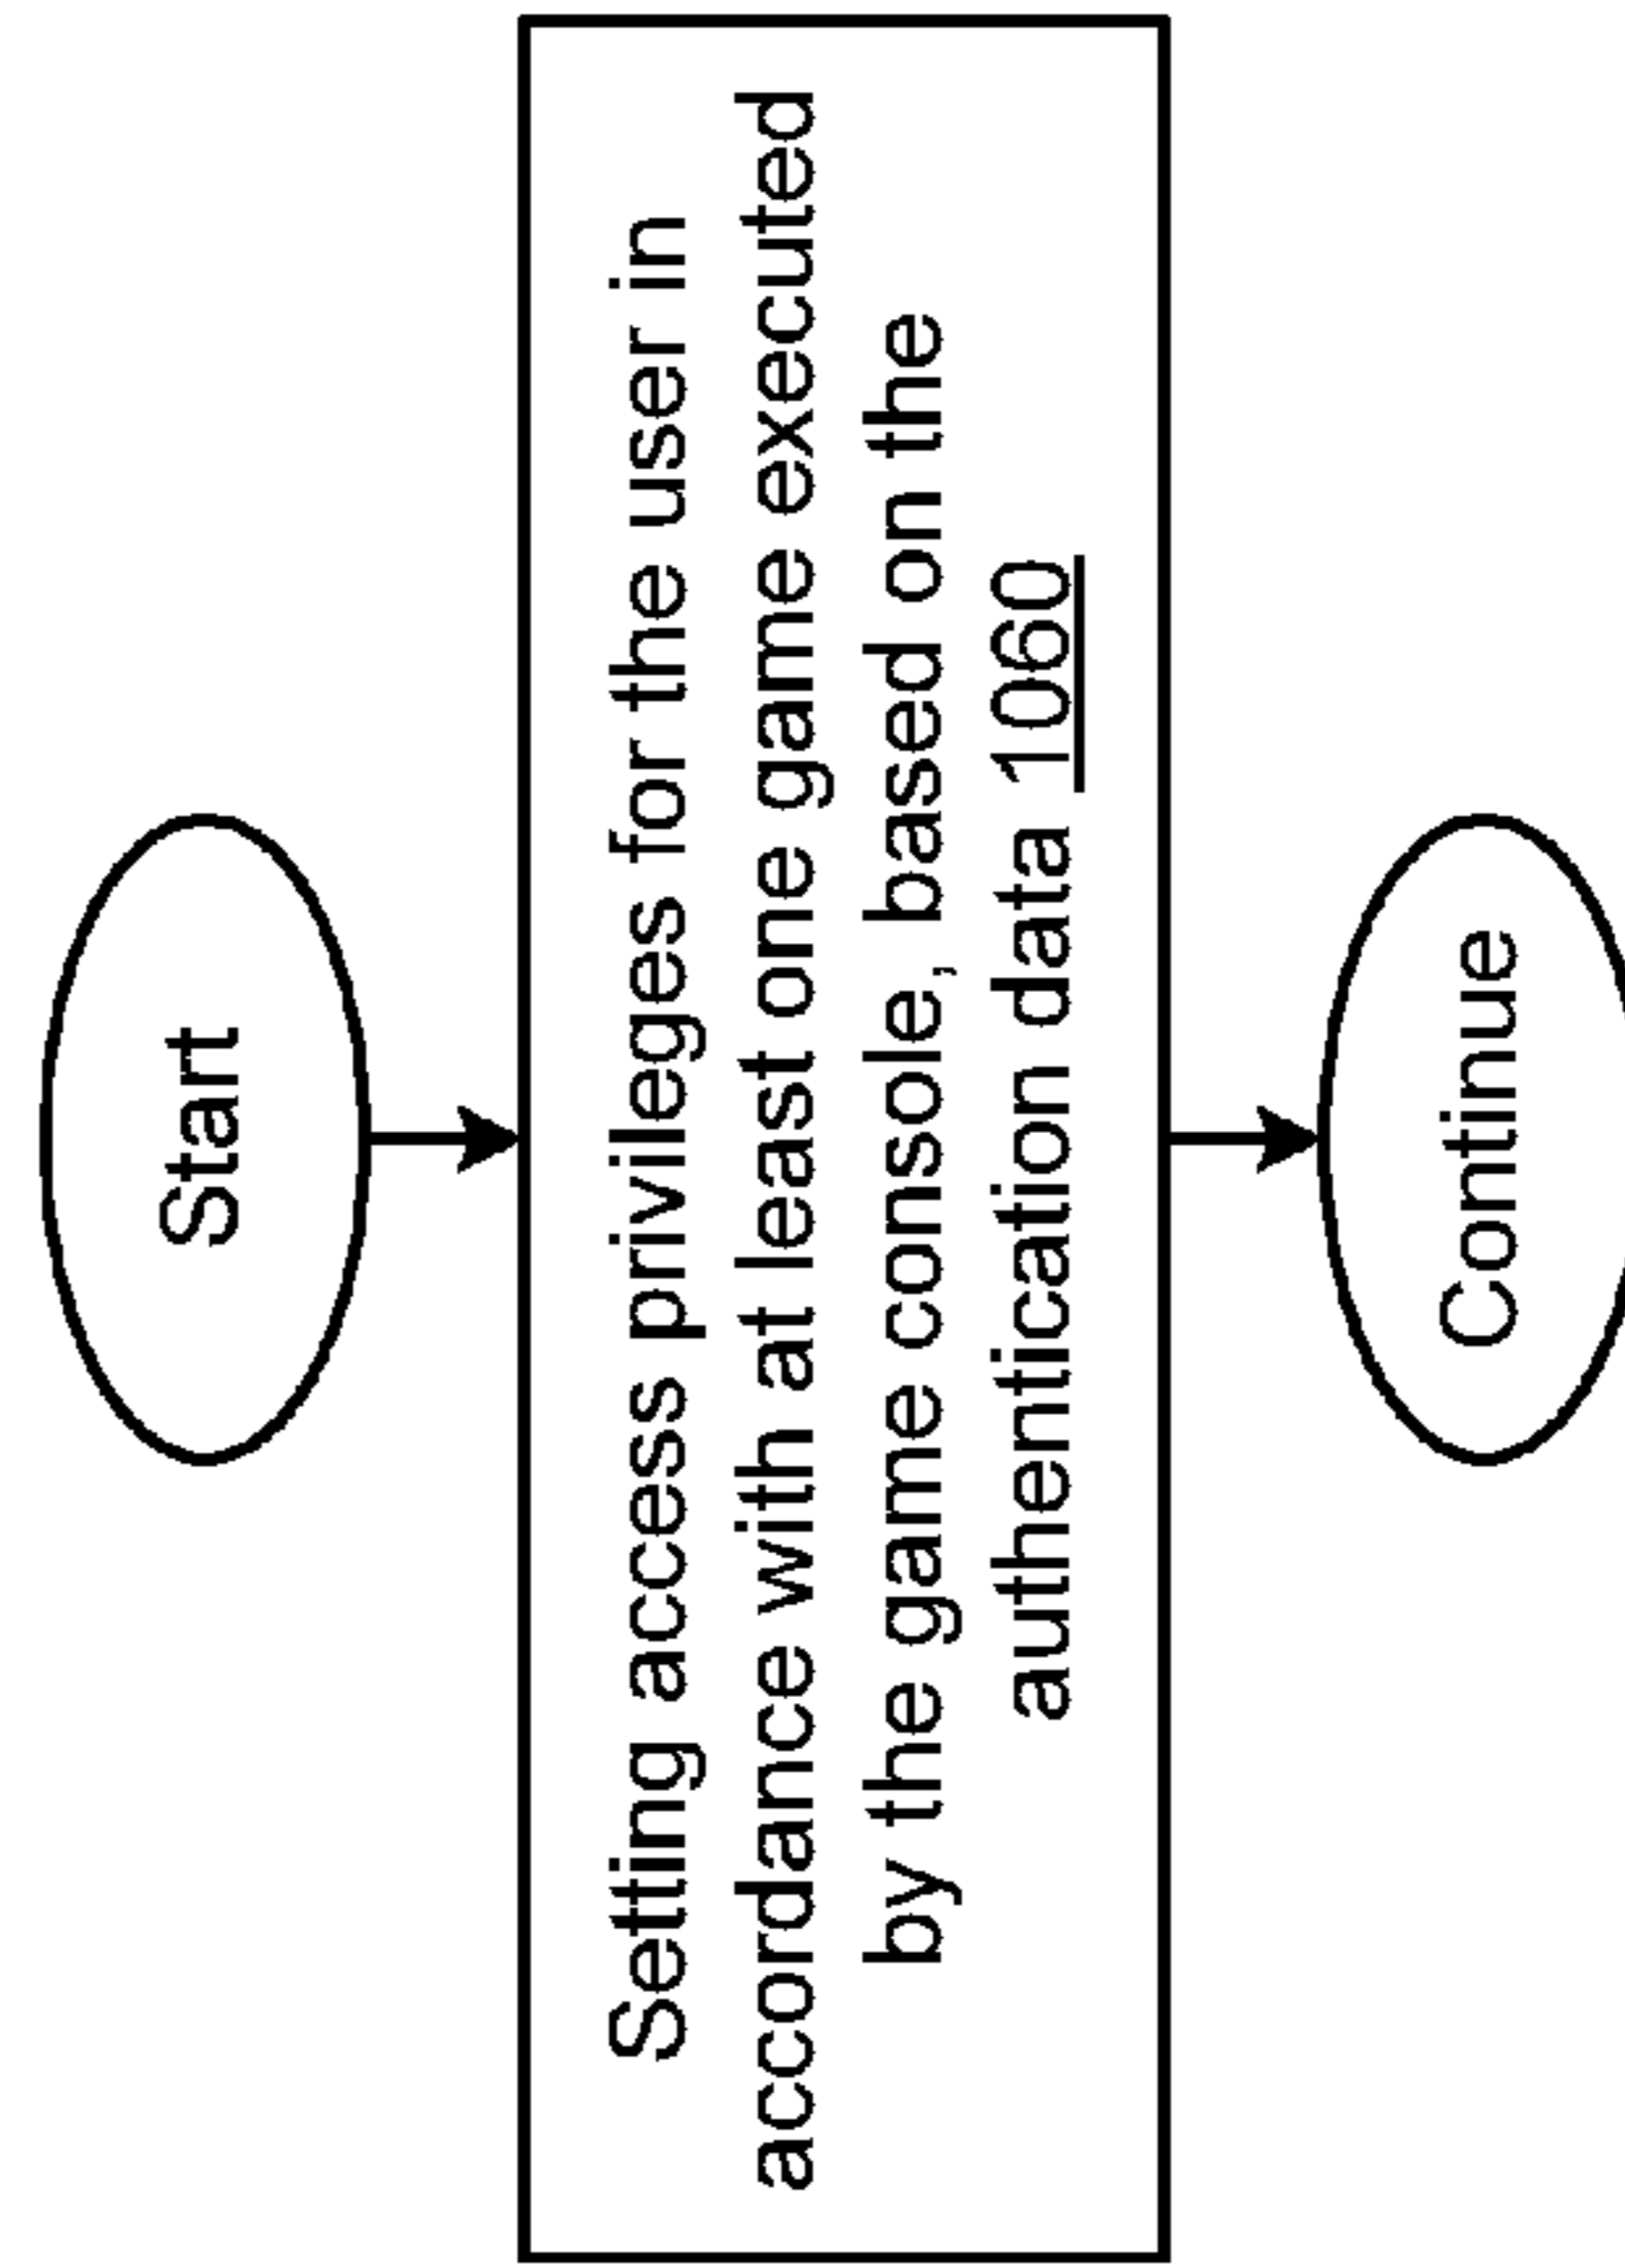 Start
Setting access privileges for the user in
accordance with at least one game executed
by the game console, based on the
authentication data 1060
Continue